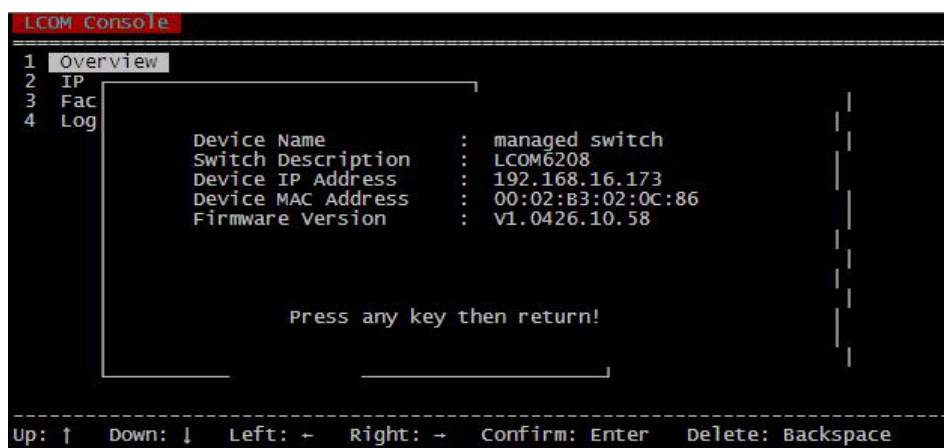 LCOM Console
1 Overview
2 IP
3 Fac
4 Log
Device Name : managed switch
Switch Description : LCOM6208
Device IP Address : 192.168.16.173
Device MAC Address : 00:02:B3:02:0C:86
Firmware Version : V1.0426.10.58
Press any key then return!
Up: ↑ Down: ↓ Left: ← Right: → Confirm: Enter Delete: Backspace